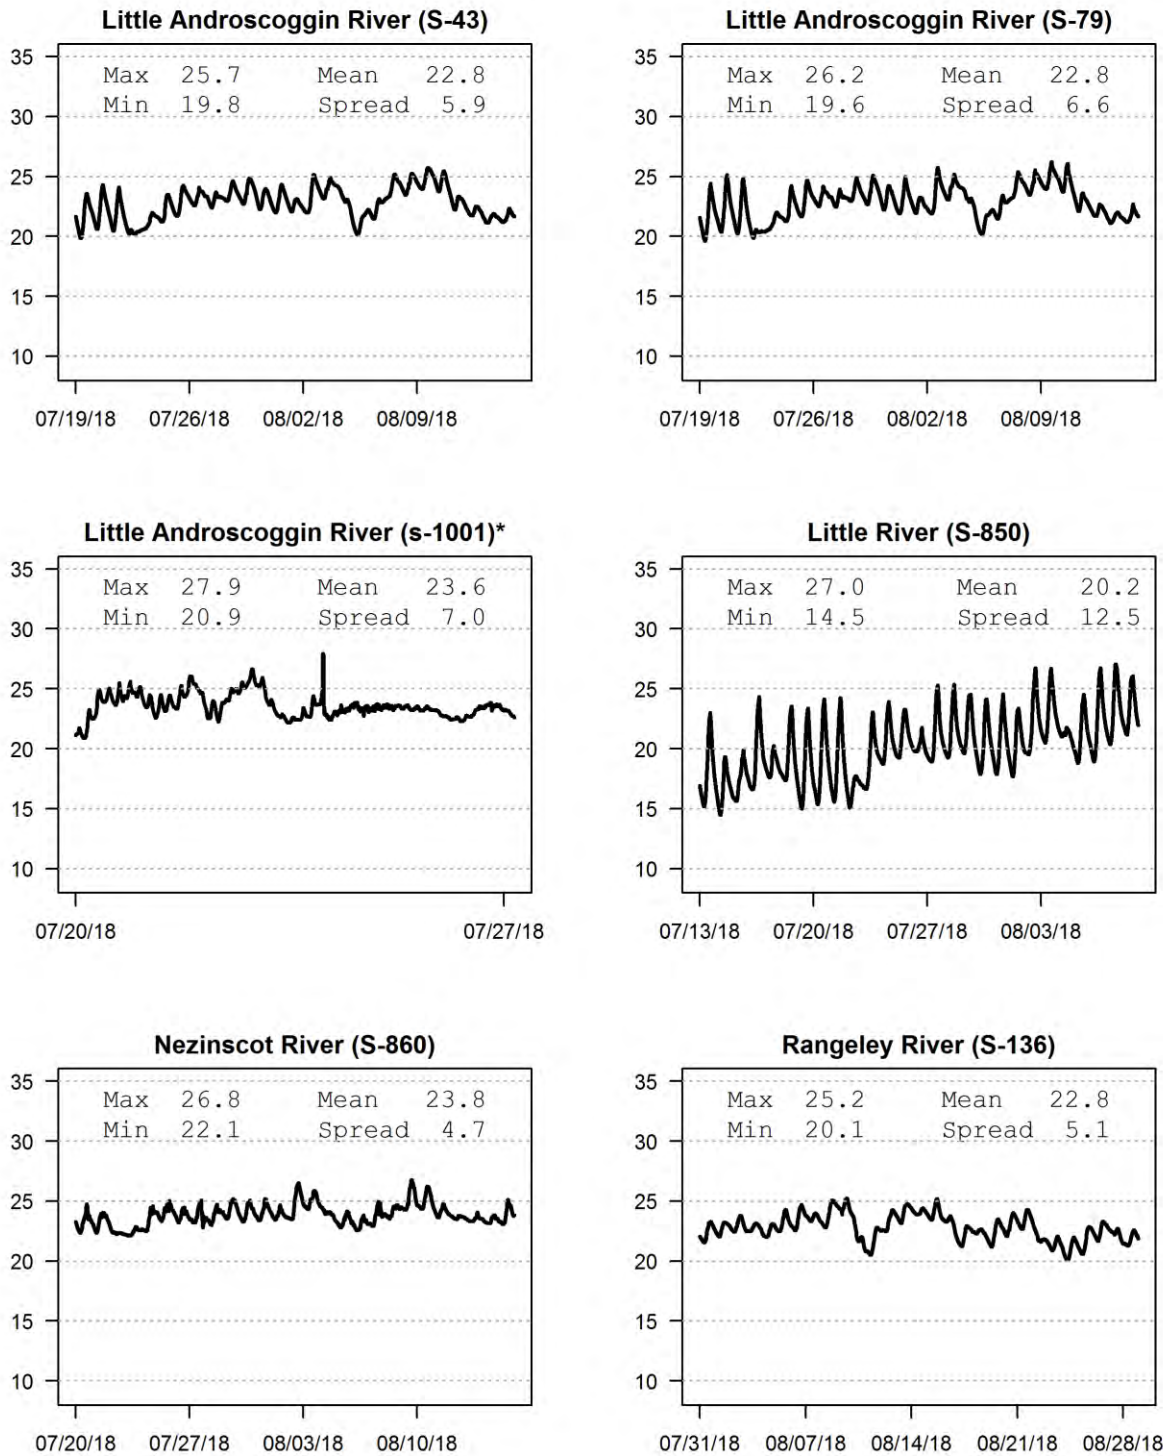 Little Androscoggin River (S-43)
35
30
25
20
15
10
Max 25.7 Mean 22.8
Min 19.8 Spread 5.9
07/19/18 07/26/18 08/02/18 08/09/18
Little Androscoggin River (S-79)
35
30
25
20
15
10
Max 26.2 Mean 22.8
Min 19.6 Spread 6.6
07/19/18 07/26/18 08/02/18 08/09/18
Little Androscoggin River (s-1001)*
35
30
25
20
15
10
Max 27.9 Mean 23.6
Min 20.9 Spread 7.0
07/20/18 07/27/18
Little River (S-850)
35
30
25
20
15
10
Max 27.0 Mean 20.2
Min 14.5 Spread 12.5
07/13/18 07/20/18 07/27/18 08/03/18
Nezinscot River (S-860)
35
30
25
20
15
10
Max 26.8 Mean 23.8
Min 22.1 Spread 4.7
07/20/18 07/27/18 08/03/18 08/10/18
Rangeley River (S-136)
35
30
25
20
15
10
Max 25.2 Mean 22.8
Min 20.1 Spread 5.1
07/31/18 08/07/18 08/14/18 08/21/18 08/28/18